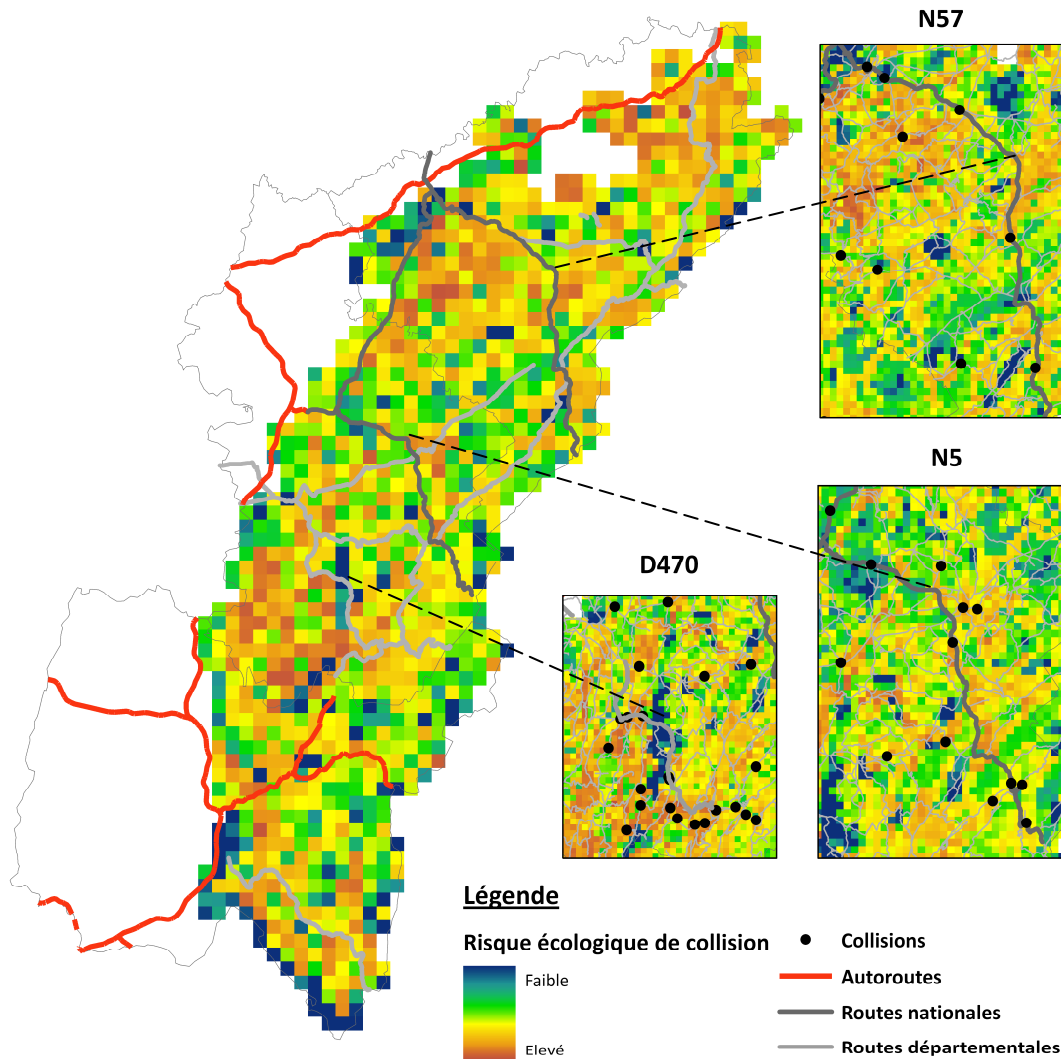 N57
N5
D470
Légende
Risque écologique de collision
Faible
Elevé
Collisions
Autoroutes
Routes nationales
Routes départementales